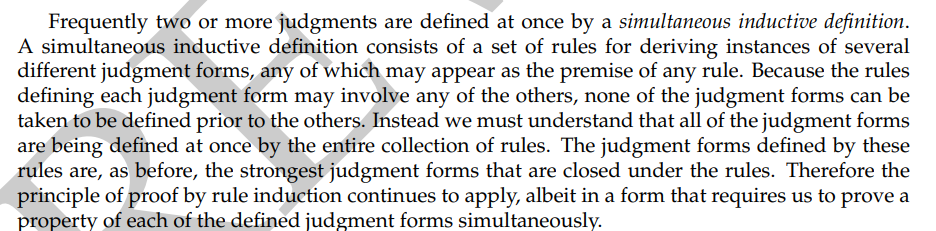 Frequently two or more judgments are defined at once by a simultaneous inductive definition.
A simultaneous inductive definition consists of a set of rules for deriving instances of several
different judgment forms, any of which may appear as the premise of any rule. Because the rules
defining each judgment form may involve any of the others, none of the judgment forms can be
taken to be defined prior to the others. Instead we must understand that all of the judgment forms
are being defined at once by the entire collection of rules. The judgment forms defined by these
rules are, as before, the strongest judgment forms that are closed under the rules. Therefore the
principle of proof by rule induction continues to apply, albeit in a form that requires us to prove a
property of each of the defined judgment forms simultaneously.